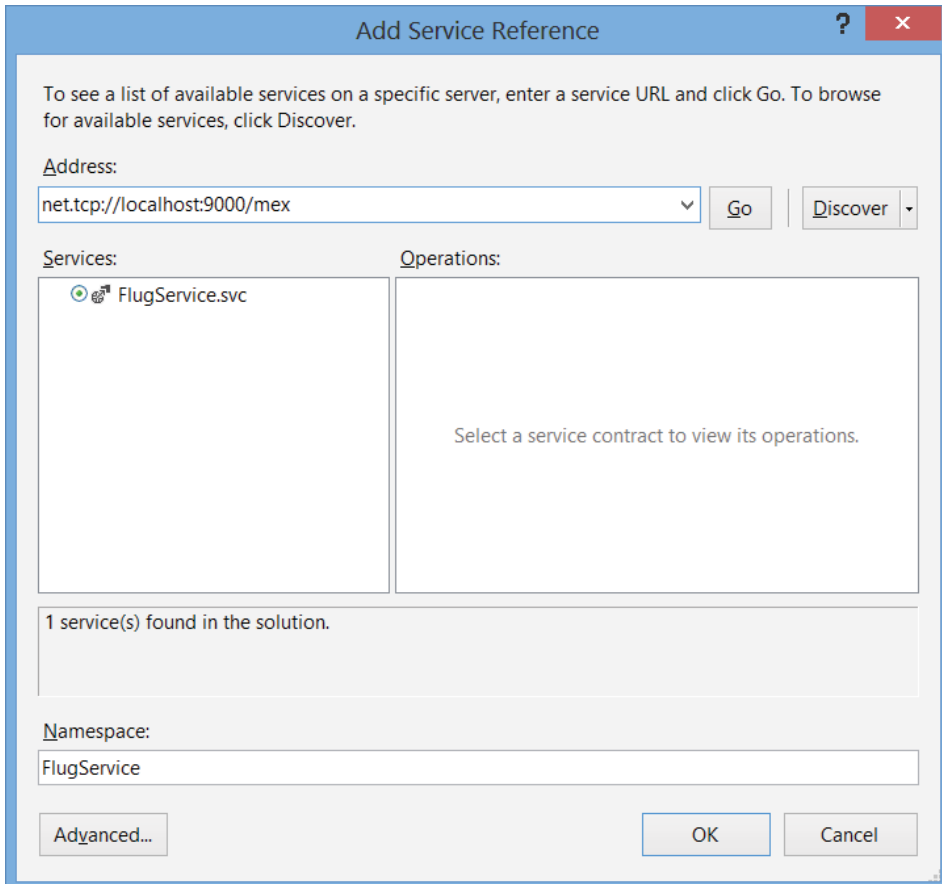 Add Service Reference
?
To see a list of available services on a specific server, enter a service URL and click Go. To browse
for available services, click Discover.
Address:
net.tcp://localhost:9000/mex
Go
Discover
Services:
Operations:
FlugService.svc
Select a service contract to view its operations.
1 service(s) found in the solution.
Namespace:
FlugService
Advanced...
OK
Cancel